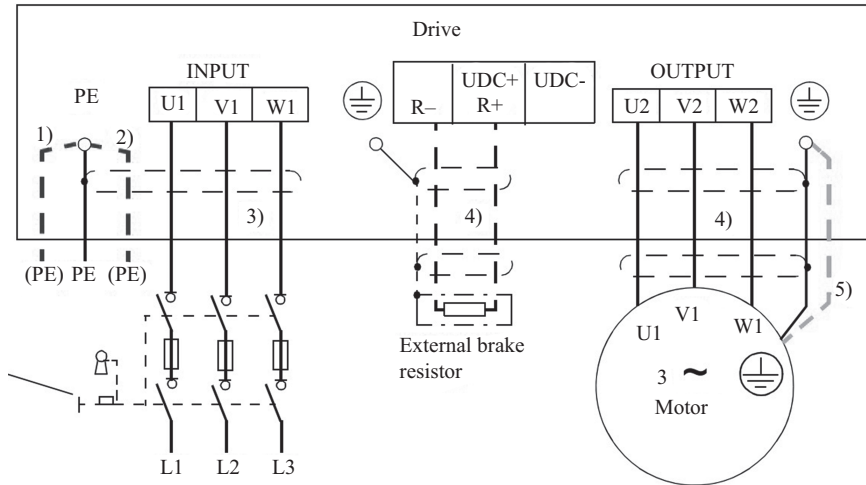 Drive
INPUT
UDC+
UDC-
OUTPUT
PE
U1
V1
W1
R–
R+
U2
V2
W2
1)
2)
3)
4)
4)
(PE)
PE
(PE)
5)
V1
U1
W1
External brake
resistor
3 ~
Motor
L1
L2
L3